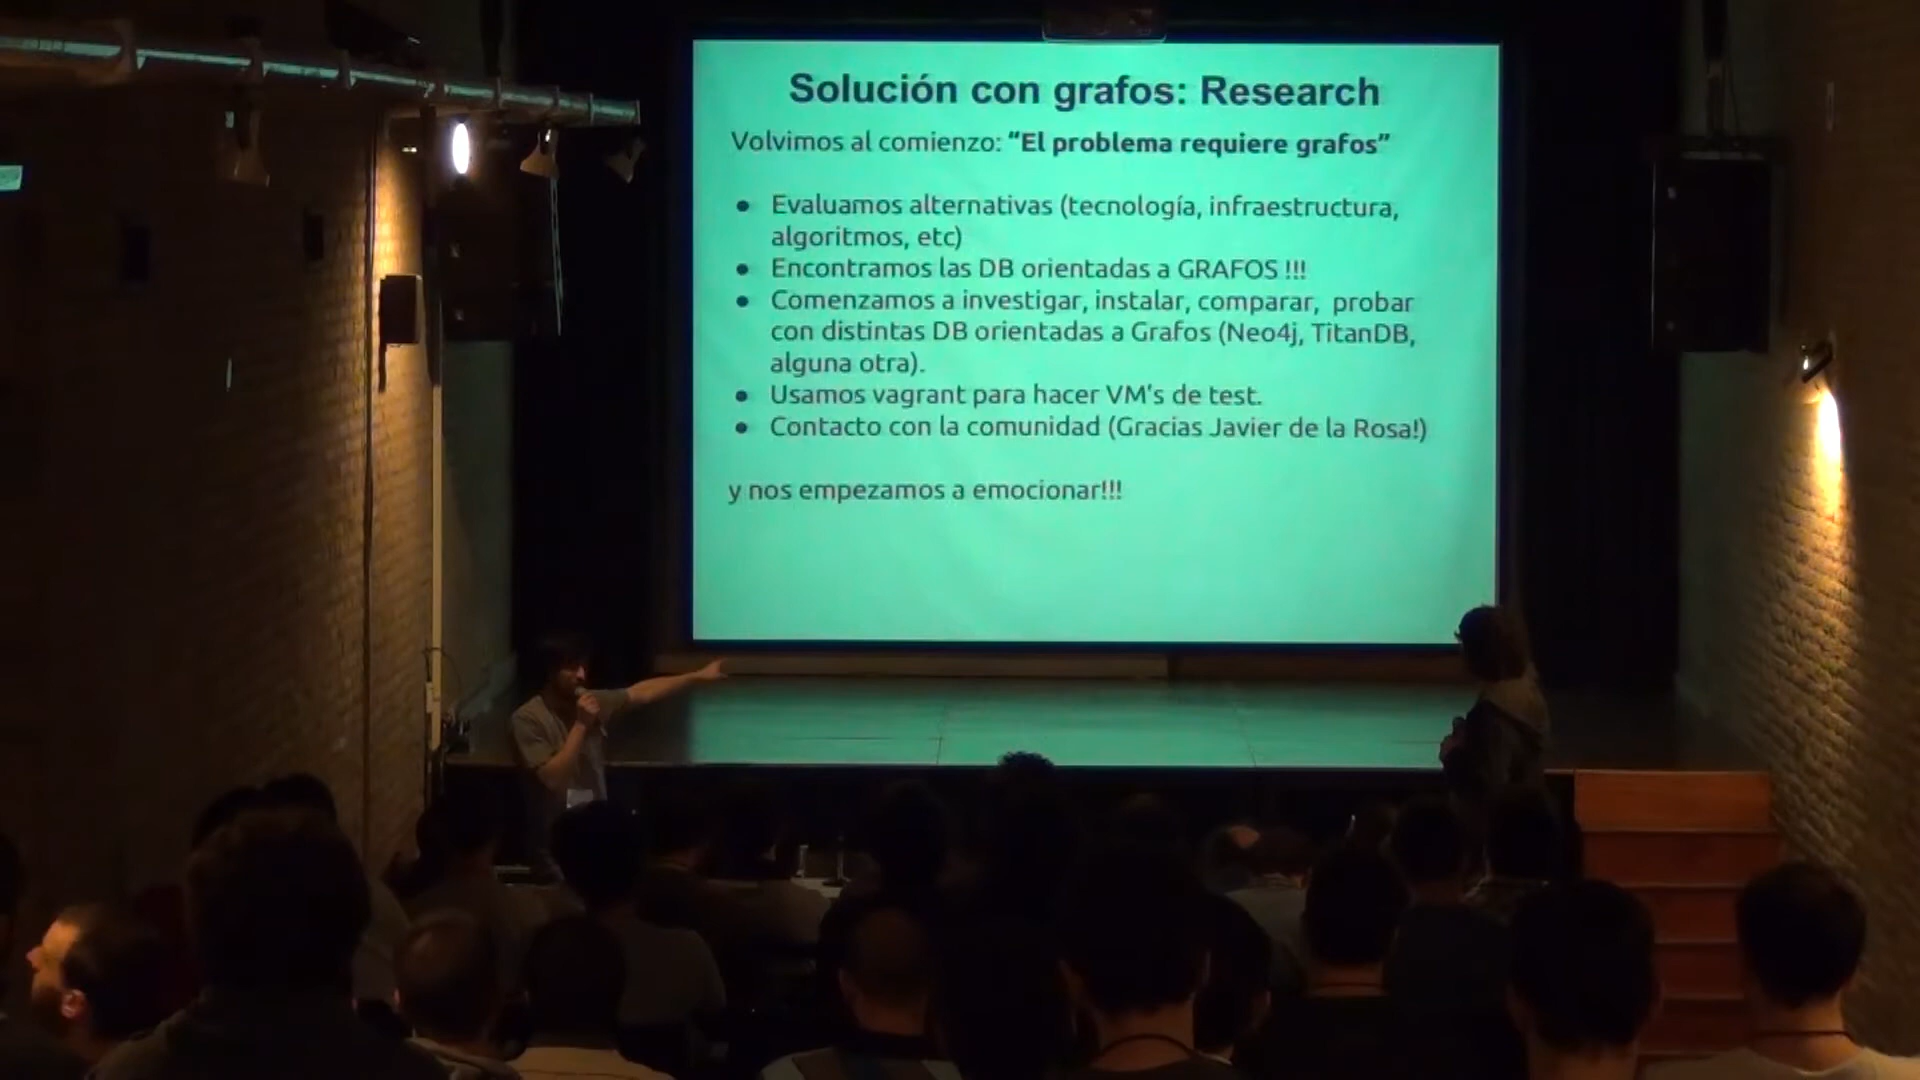 Solución con grafos: Research
Volvimos al comienzo: “El problema requiere grafos”
● Evaluamos alternativas (tecnología, infraestructura,
algoritmos, etc)
● Encontramos las DB orientadas a GRAFOS !!!
● Comenzamos a investigar, instalar, comparar, probar
con distintas DB orientadas a Grafos (Neo4j, TitanDB,
alguna otra).
● Usamos vagrant para hacer VM's de test.
● Contacto con la comunidad (Gracias Javier de la Rosa!)
y nos empezamos a emocionar!!!